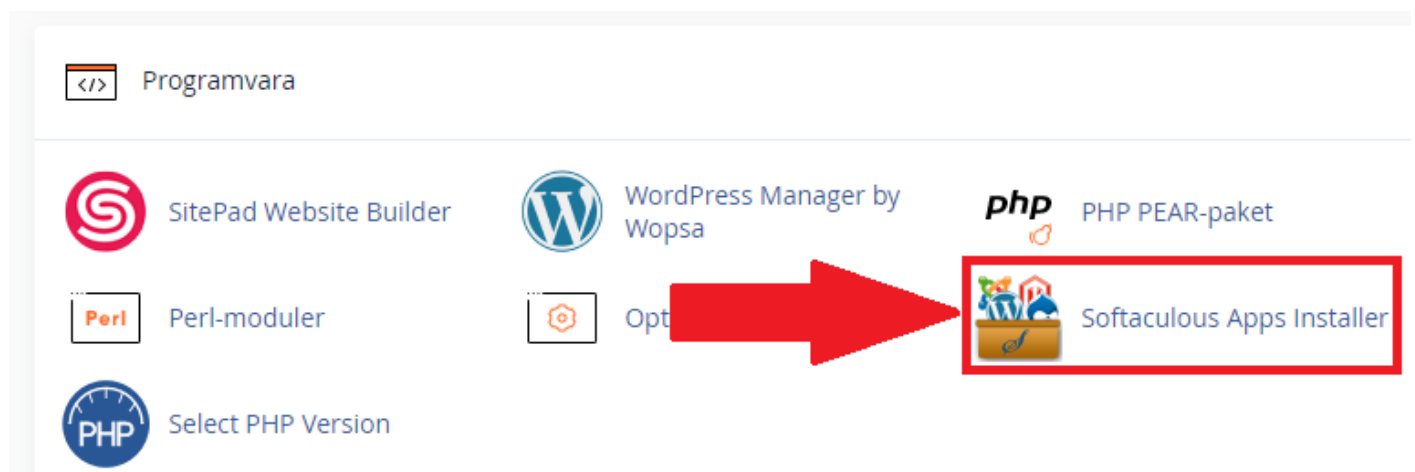 Programvara
SitePad Website Builder
WordPress Manager by
Wopsa
php
PHP PEAR-paket
Perl
Perl-moduler
Softaculous Apps Installer
PHP
Select PHP Version